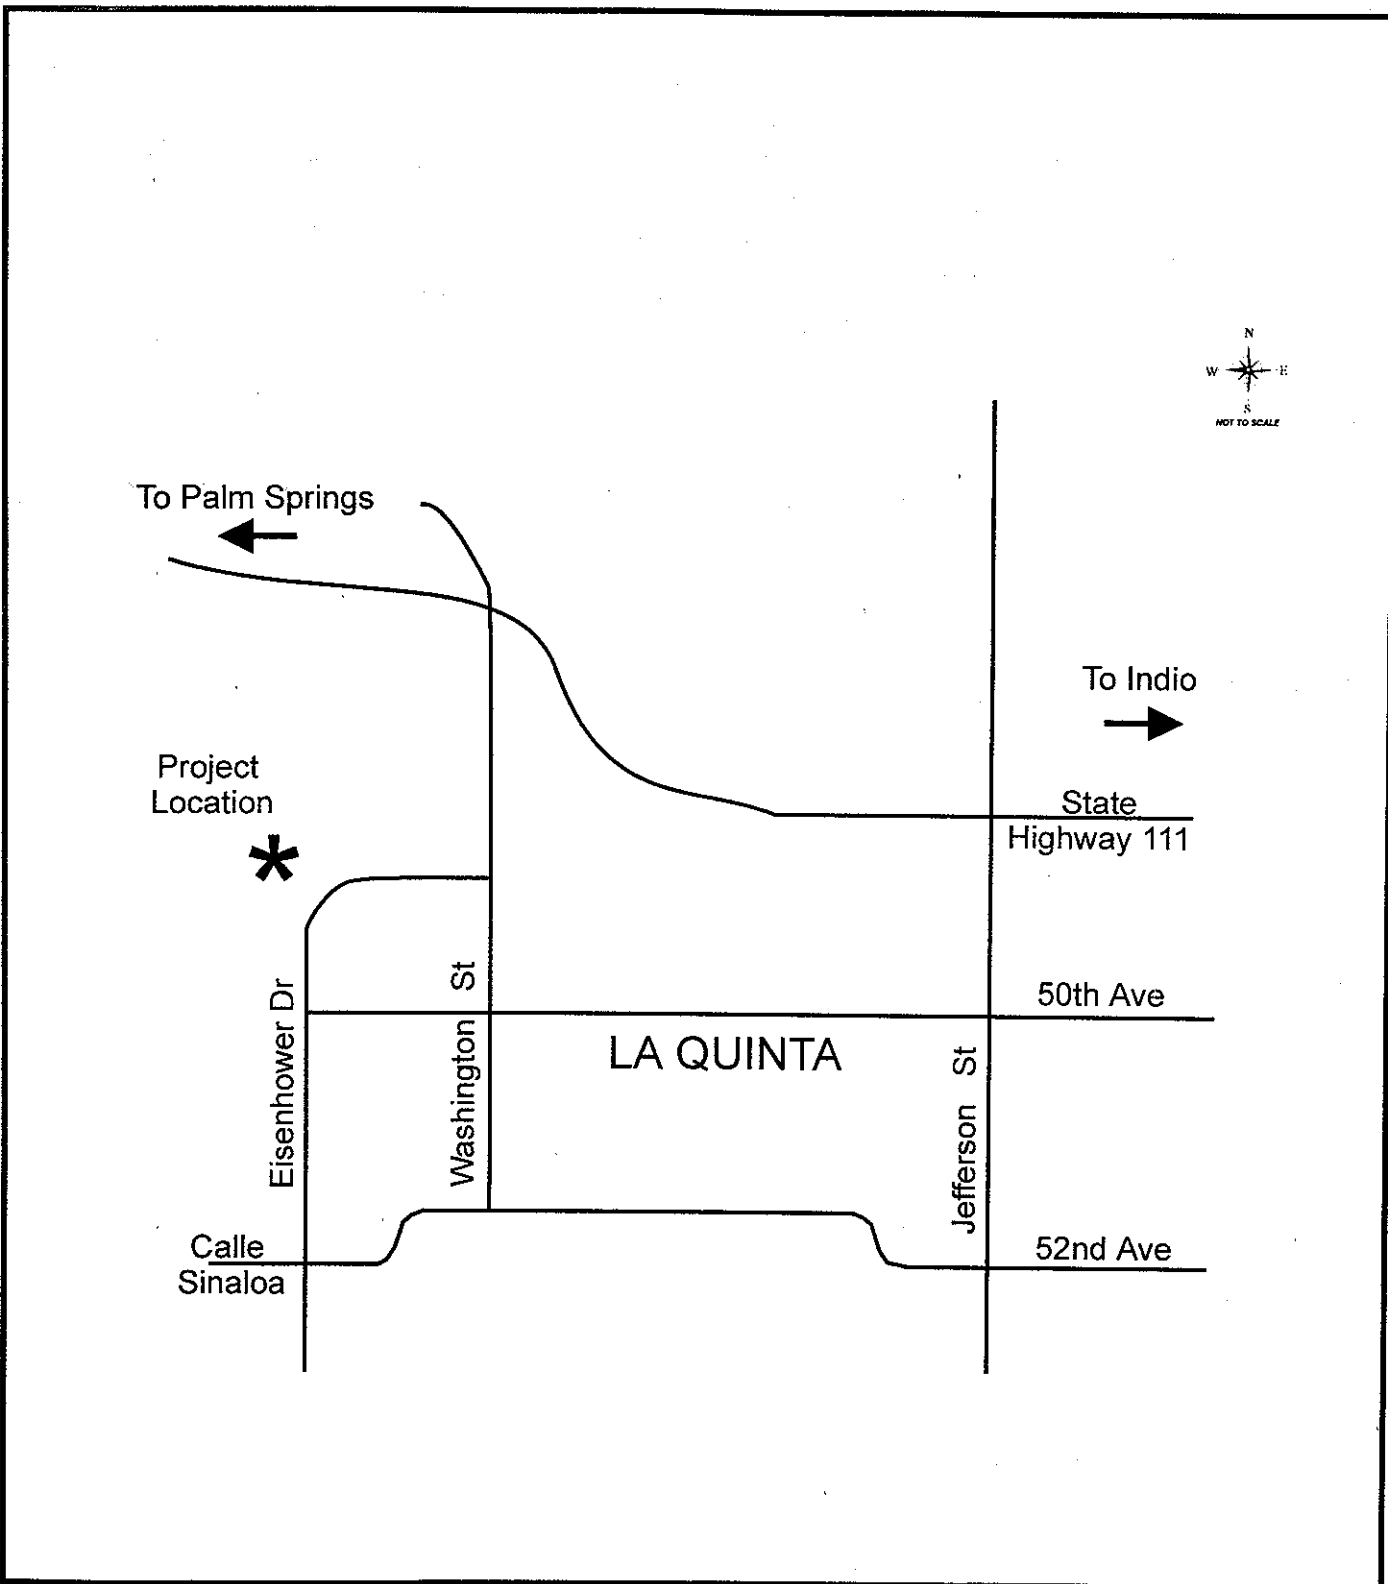 N
W E
S
NOT TO SCALE
To Palm Springs
To Indio
Project
Location
State
Highway 111
50th Ave
LA QUINTA
Eisenhower Dr
Washington St
Jefferson St
Calle
Sinaloa
52nd Ave